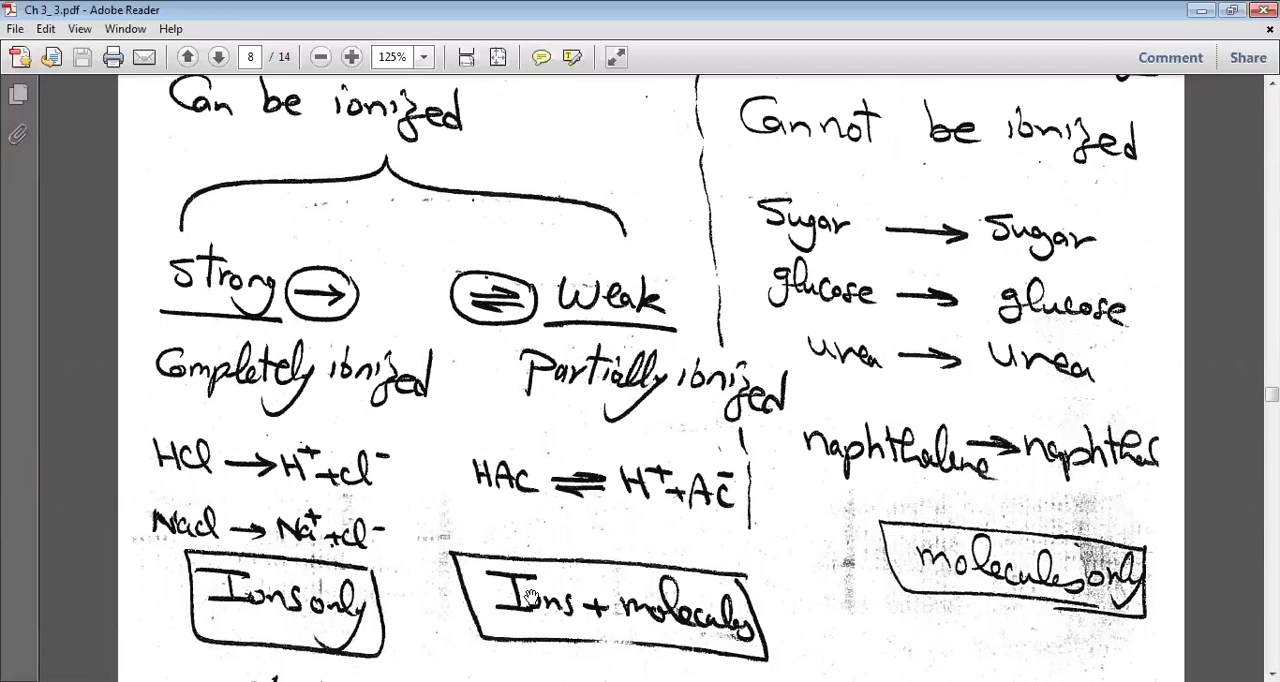 Ch 3_3.pdf - Adobe Reader
File Edit View Window Help
8 / 14 125% Comment Share
Can be ionized
Strong → ⇌ Weak
Completely ionized
Partially ionized
HCl → H⁺ + Cl⁻
HAc ⇌ H⁺ + Ac⁻
NaCl → Na⁺ + Cl⁻
Ions only
Ions + molecules
Cannot be ionized
Sugar → Sugar
glucose → glucose
urea → urea
naphthalene → naphthal
molecules only